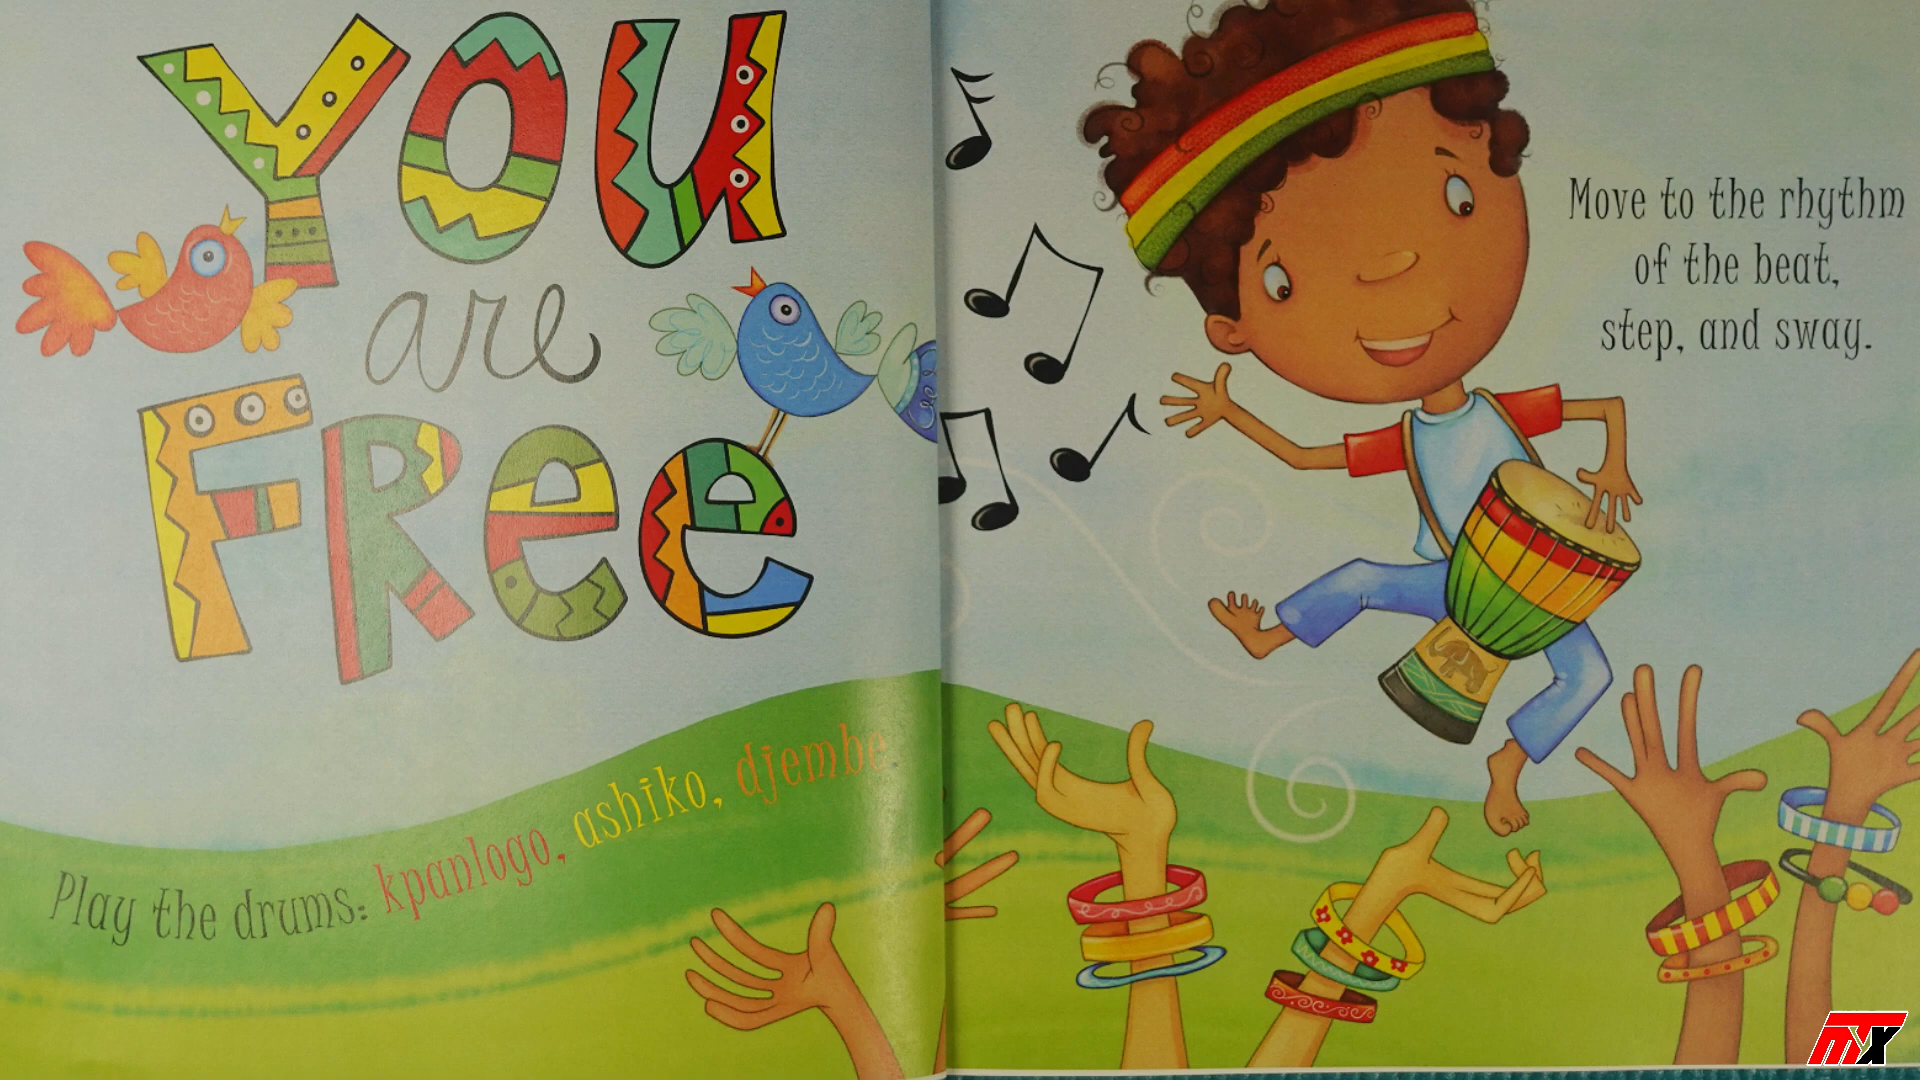 You
are
Free
Play the drums: kpanlogo, ashiko, djembe
Move to the rhythm
of the beat,
step, and sway.
MYX